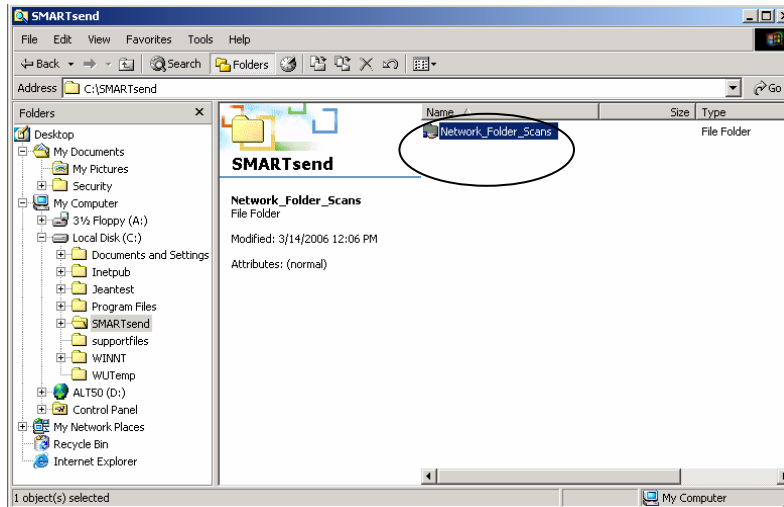 SMARTsend
File Edit View Favorites Tools Help
Back Search Folders
Address C:\SMARTsend Go
Folders
Desktop
My Documents
My Pictures
Security
My Computer
3½ Floppy (A:)
Local Disk (C:)
Documents and Settings
Inetpub
Jeantest
Program Files
SMARTsend
supportfiles
WINNT
WUTemp
ALT50 (D:)
Control Panel
My Network Places
Recycle Bin
Internet Explorer
SMARTsend
Network_Folder_Scans
File Folder
Modified: 3/14/2006 12:06 PM
Attributes: (normal)
Name Size Type
Network_Folder_Scans File Folder
1 object(s) selected My Computer